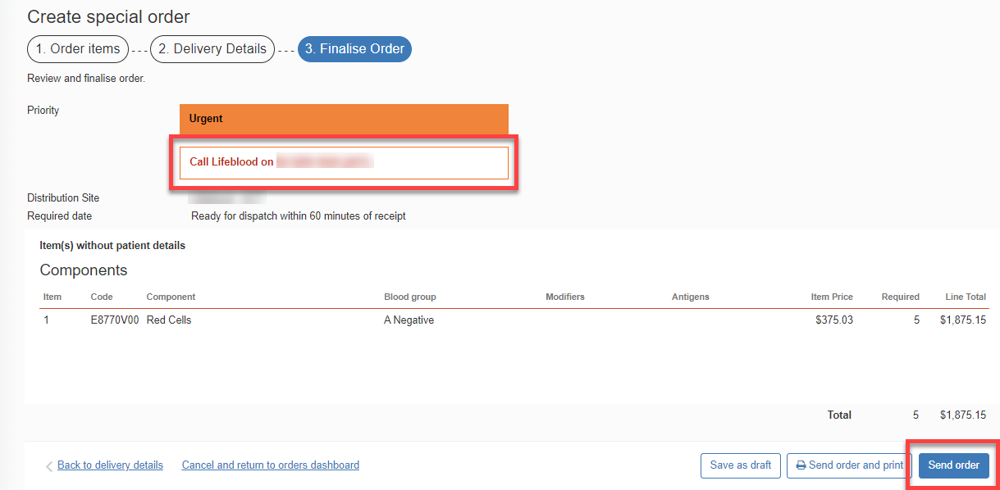 Create special order
1. Order items --- 2. Delivery Details --- 3. Finalise Order
Review and finalise order.
Priority
Urgent
Call Lifeblood on
Distribution Site
Required date Ready for dispatch within 60 minutes of receipt
Item(s) without patient details
Components
Item Code Component Blood group Modifiers Antigens Item Price Required Line Total
1 E8770V00 Red Cells A Negative $375.03 5 $1,875.15
Total 5 $1,875.15
Back to delivery details Cancel and return to orders dashboard Save as draft Send order and print Send order